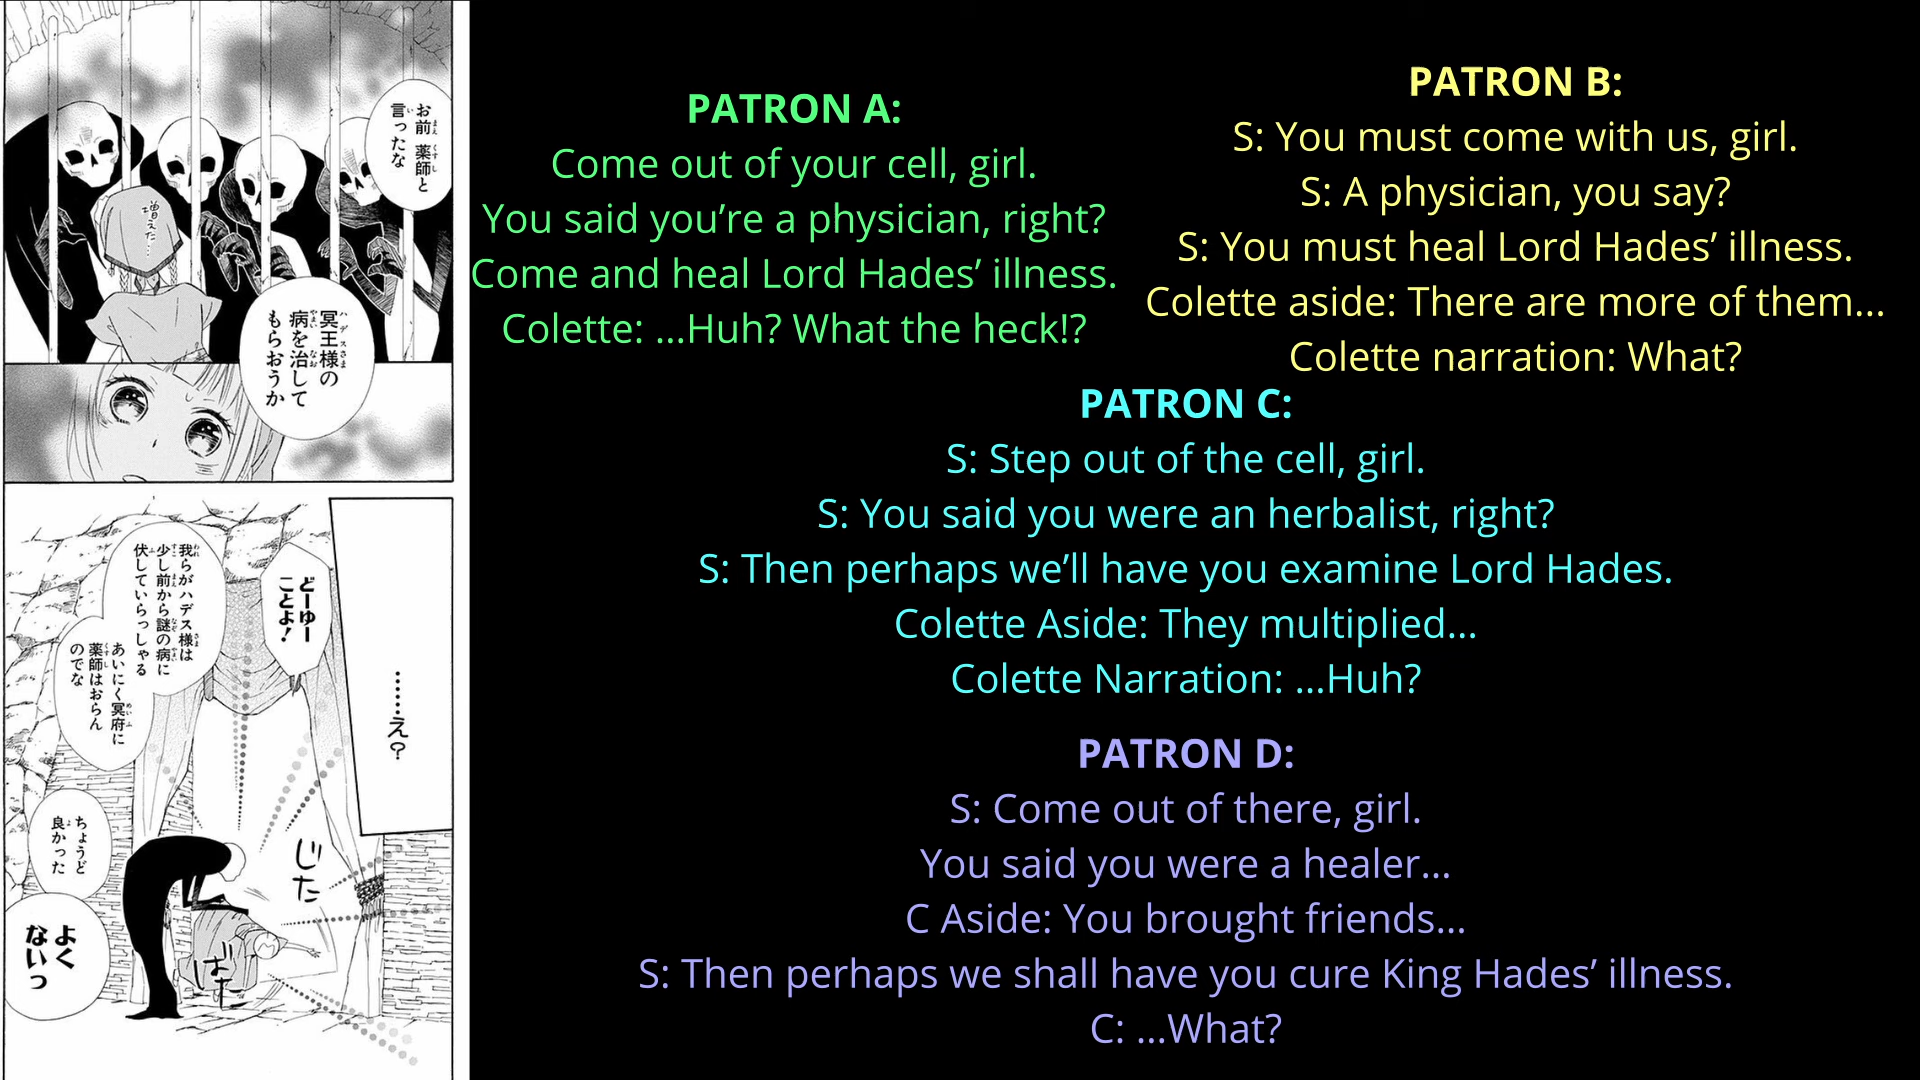 お前 薬師と
言ったな
増えた…
冥王様の
病を治して
もらおうか
………え？
どーゆー
ことよ！
我らがハデス様は
少し前から謎の病に
伏していらっしゃる
あいにく冥府に
薬師はおらん
のでな
じた
ばた
ちょうど
良かった
よく
ないっ
PATRON A:
Come out of your cell, girl.
You said you’re a physician, right?
Come and heal Lord Hades’ illness.
Colette: ...Huh? What the heck!?
PATRON B:
S: You must come with us, girl.
S: A physician, you say?
S: You must heal Lord Hades’ illness.
Colette aside: There are more of them...
Colette narration: What?
PATRON C:
S: Step out of the cell, girl.
S: You said you were an herbalist, right?
S: Then perhaps we’ll have you examine Lord Hades.
Colette Aside: They multiplied...
Colette Narration: ...Huh?
PATRON D:
S: Come out of there, girl.
You said you were a healer...
C Aside: You brought friends...
S: Then perhaps we shall have you cure King Hades’ illness.
C: ...What?